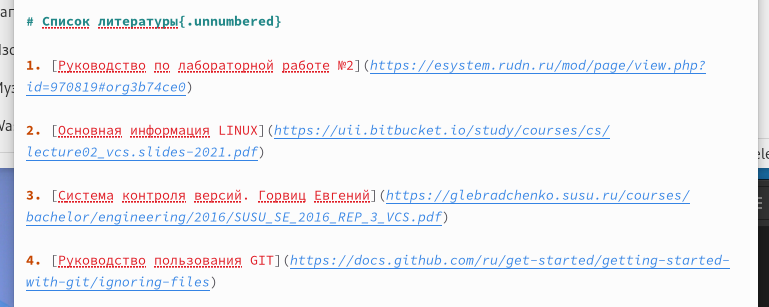 # Список литературы{.unnumbered}
1. [Руководство по лабораторной работе №2](https://esystem.rudn.ru/mod/page/view.php?
id=970819#org3b74ce0)
2. [Основная информация LINUX](https://uii.bitbucket.io/study/courses/cs/
lecture02_vcs.slides-2021.pdf)
3. [Система контроля версий. Горвиц Евгений](https://glebradchenko.susu.ru/courses/
bachelor/engineering/2016/SUSU_SE_2016_REP_3_VCS.pdf)
4. [Руководство пользования GIT](https://docs.github.com/ru/get-started/getting-started-
with-git/ignoring-files)